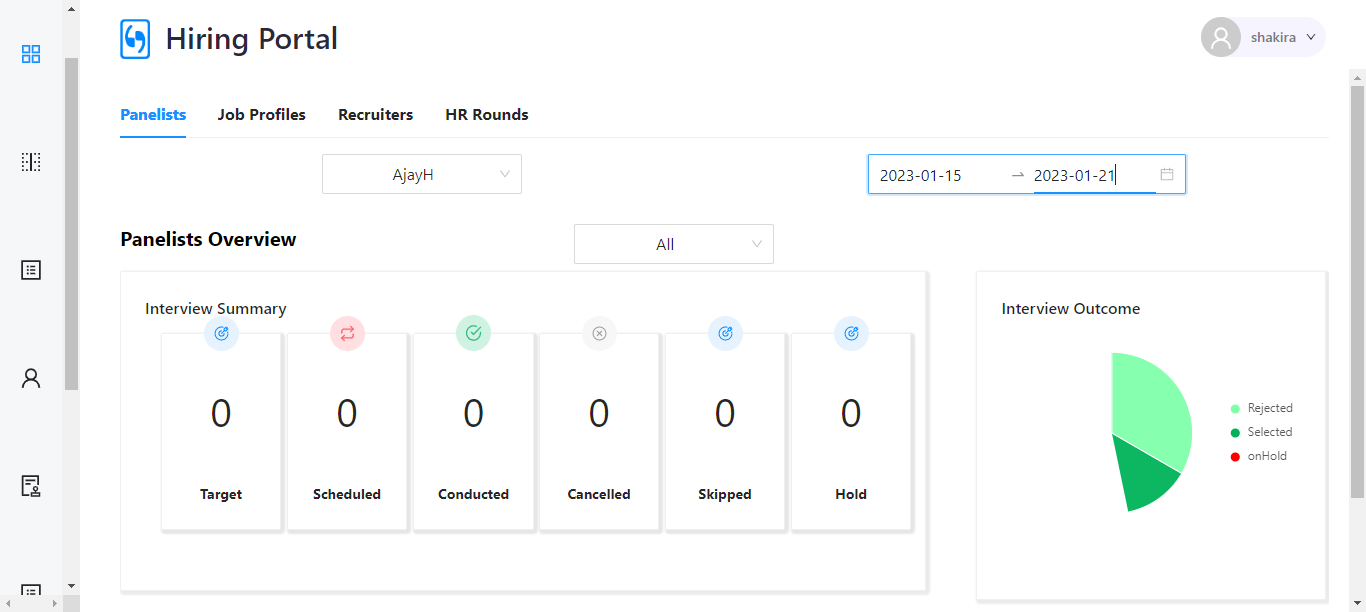 Hiring Portal
shakira
Panelists Job Profiles Recruiters HR Rounds
AjayH
2023-01-15 → 2023-01-21
Panelists Overview
All
Interview Summary
0 0 0 0 0 0
Target Scheduled Conducted Cancelled Skipped Hold
Interview Outcome
Rejected
Selected
onHold